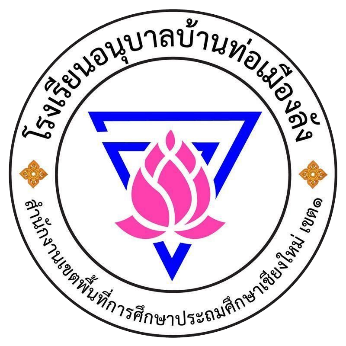 โรงเรียนอนุบาลบ้านท่อเมืองลัง
สำนักงานเขตพื้นที่การศึกษาประถมศึกษาเชียงใหม่ เขต๑